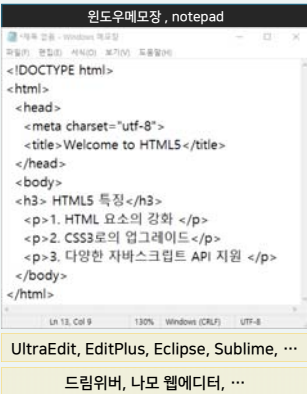 윈도우메모장 , notepad
*제목 없음 - Windows 메모장
파일(F) 편집(E) 서식(O) 보기(V) 도움말(H)
<!DOCTYPE html>
<html>
<head>
<meta charset="utf-8">
<title>Welcome to HTML5</title>
</head>
<body>
<h3> HTML5 특징</h3>
<p>1. HTML 요소의 강화 </p>
<p>2. CSS3로의 업그레이드</p>
<p>3. 다양한 자바스크립트 API 지원 </p>
</body>
</html>
Ln 13, Col 9 130% Windows (CRLF) UTF-8
UltraEdit, EditPlus, Eclipse, Sublime, ⋯
드림위버, 나모 웹에디터, ⋯